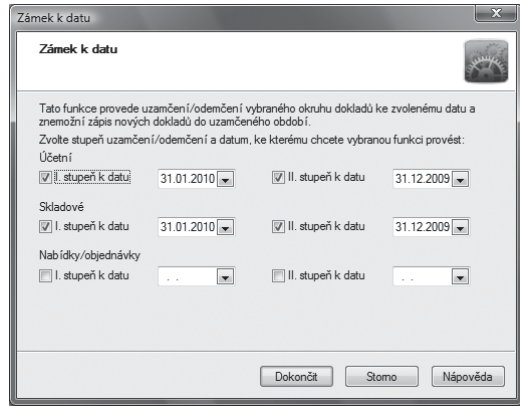 Zámek k datu
Zámek k datu
Tato funkce provede uzamčení/odemčení vybraného okruhu dokladů ke zvolenému datu a
znemožní zápis nových dokladů do uzamčeného období.
Zvolte stupeň uzamčení/odemčení a datum, ke kterému chcete vybranou funkci provést:
Účetní
I. stupeň k datu 31.01.2010 II. stupeň k datu 31.12.2009
Skladové
I. stupeň k datu 31.01.2010 II. stupeň k datu 31.12.2009
Nabídky/objednávky
I. stupeň k datu . . II. stupeň k datu . .
Dokončit Storno Nápověda